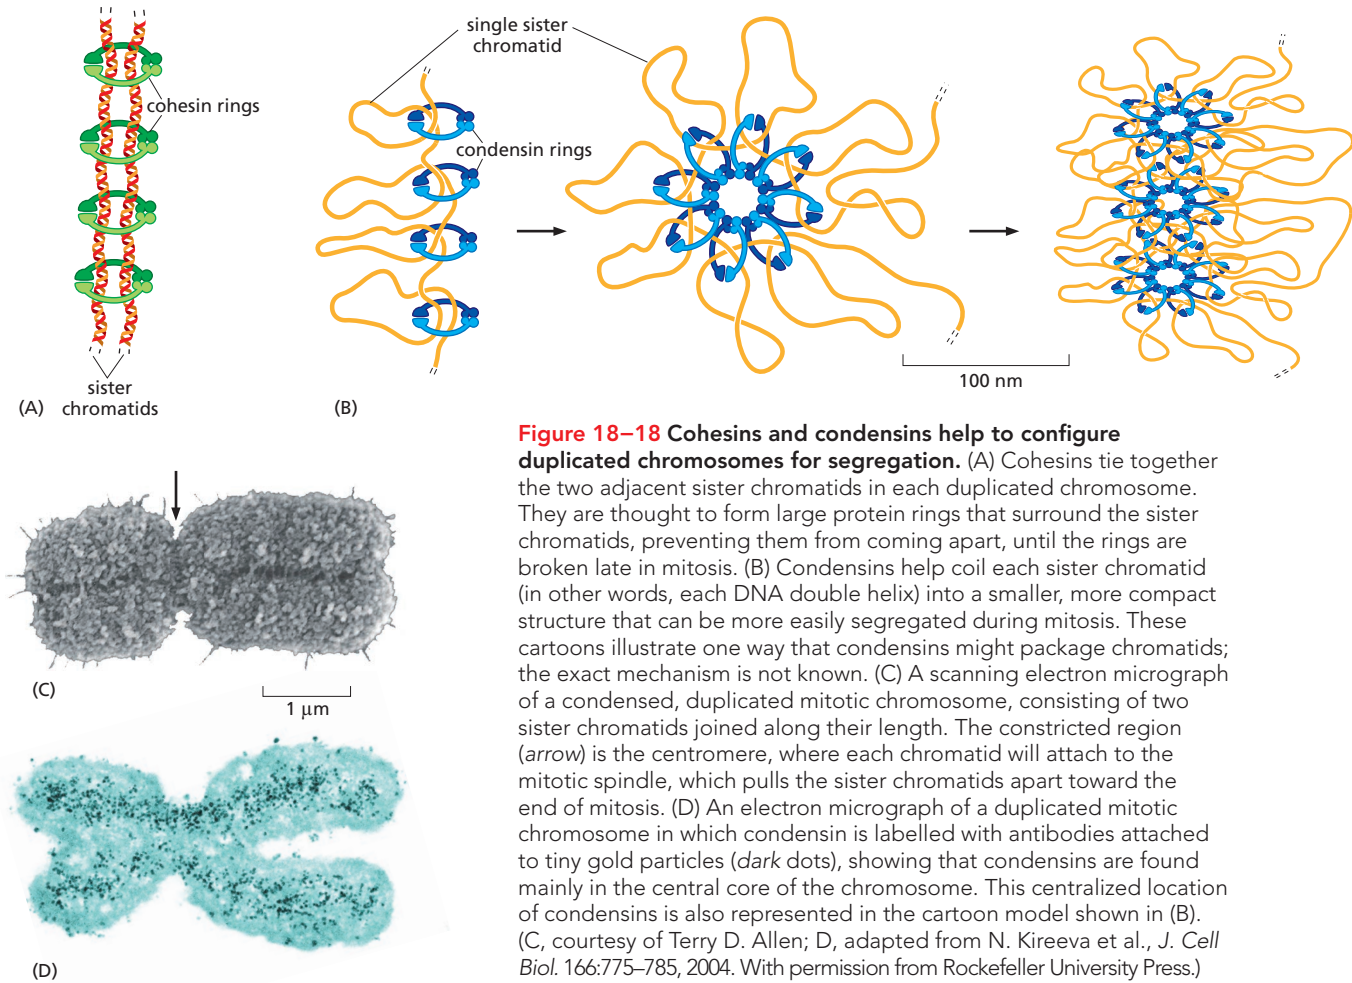 single sister
chromatid
cohesin rings
condensin rings
sister
chromatids
(A)
(B)
100 nm
(C)
1 μm
(D)
Figure 18–18 Cohesins and condensins help to configure
duplicated chromosomes for segregation. (A) Cohesins tie together
the two adjacent sister chromatids in each duplicated chromosome.
They are thought to form large protein rings that surround the sister
chromatids, preventing them from coming apart, until the rings are
broken late in mitosis. (B) Condensins help coil each sister chromatid
(in other words, each DNA double helix) into a smaller, more compact
structure that can be more easily segregated during mitosis. These
cartoons illustrate one way that condensins might package chromatids;
the exact mechanism is not known. (C) A scanning electron micrograph
of a condensed, duplicated mitotic chromosome, consisting of two
sister chromatids joined along their length. The constricted region
(arrow) is the centromere, where each chromatid will attach to the
mitotic spindle, which pulls the sister chromatids apart toward the
end of mitosis. (D) An electron micrograph of a duplicated mitotic
chromosome in which condensin is labelled with antibodies attached
to tiny gold particles (dark dots), showing that condensins are found
mainly in the central core of the chromosome. This centralized location
of condensins is also represented in the cartoon model shown in (B).
(C, courtesy of Terry D. Allen; D, adapted from N. Kireeva et al., J. Cell
Biol. 166:775–785, 2004. With permission from Rockefeller University Press.)